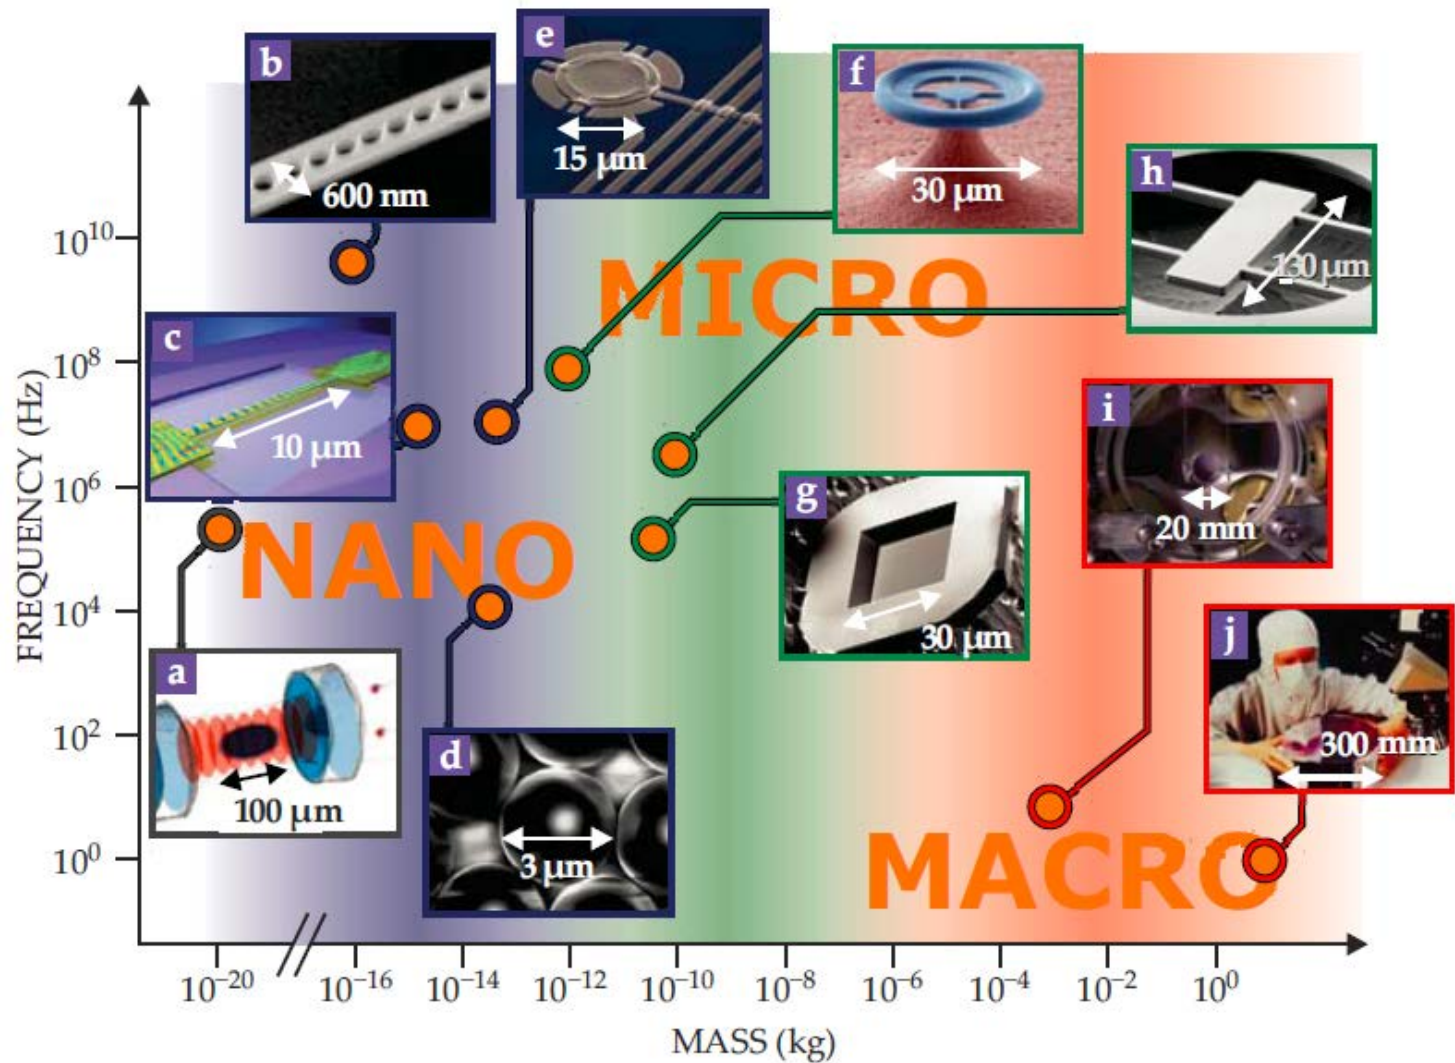 b
600 nm
e
15 μm
f
30 μm
h
130 μm
c
10 μm
i
20 mm
g
30 μm
a
100 μm
d
3 μm
j
300 mm
NANO
MICRO
MACRO
FREQUENCY (Hz)
10¹⁰
10⁸
10⁶
10⁴
10²
10⁰
10⁻²⁰ 10⁻¹⁶ 10⁻¹⁴ 10⁻¹² 10⁻¹⁰ 10⁻⁸ 10⁻⁶ 10⁻⁴ 10⁻² 10⁰
MASS (kg)